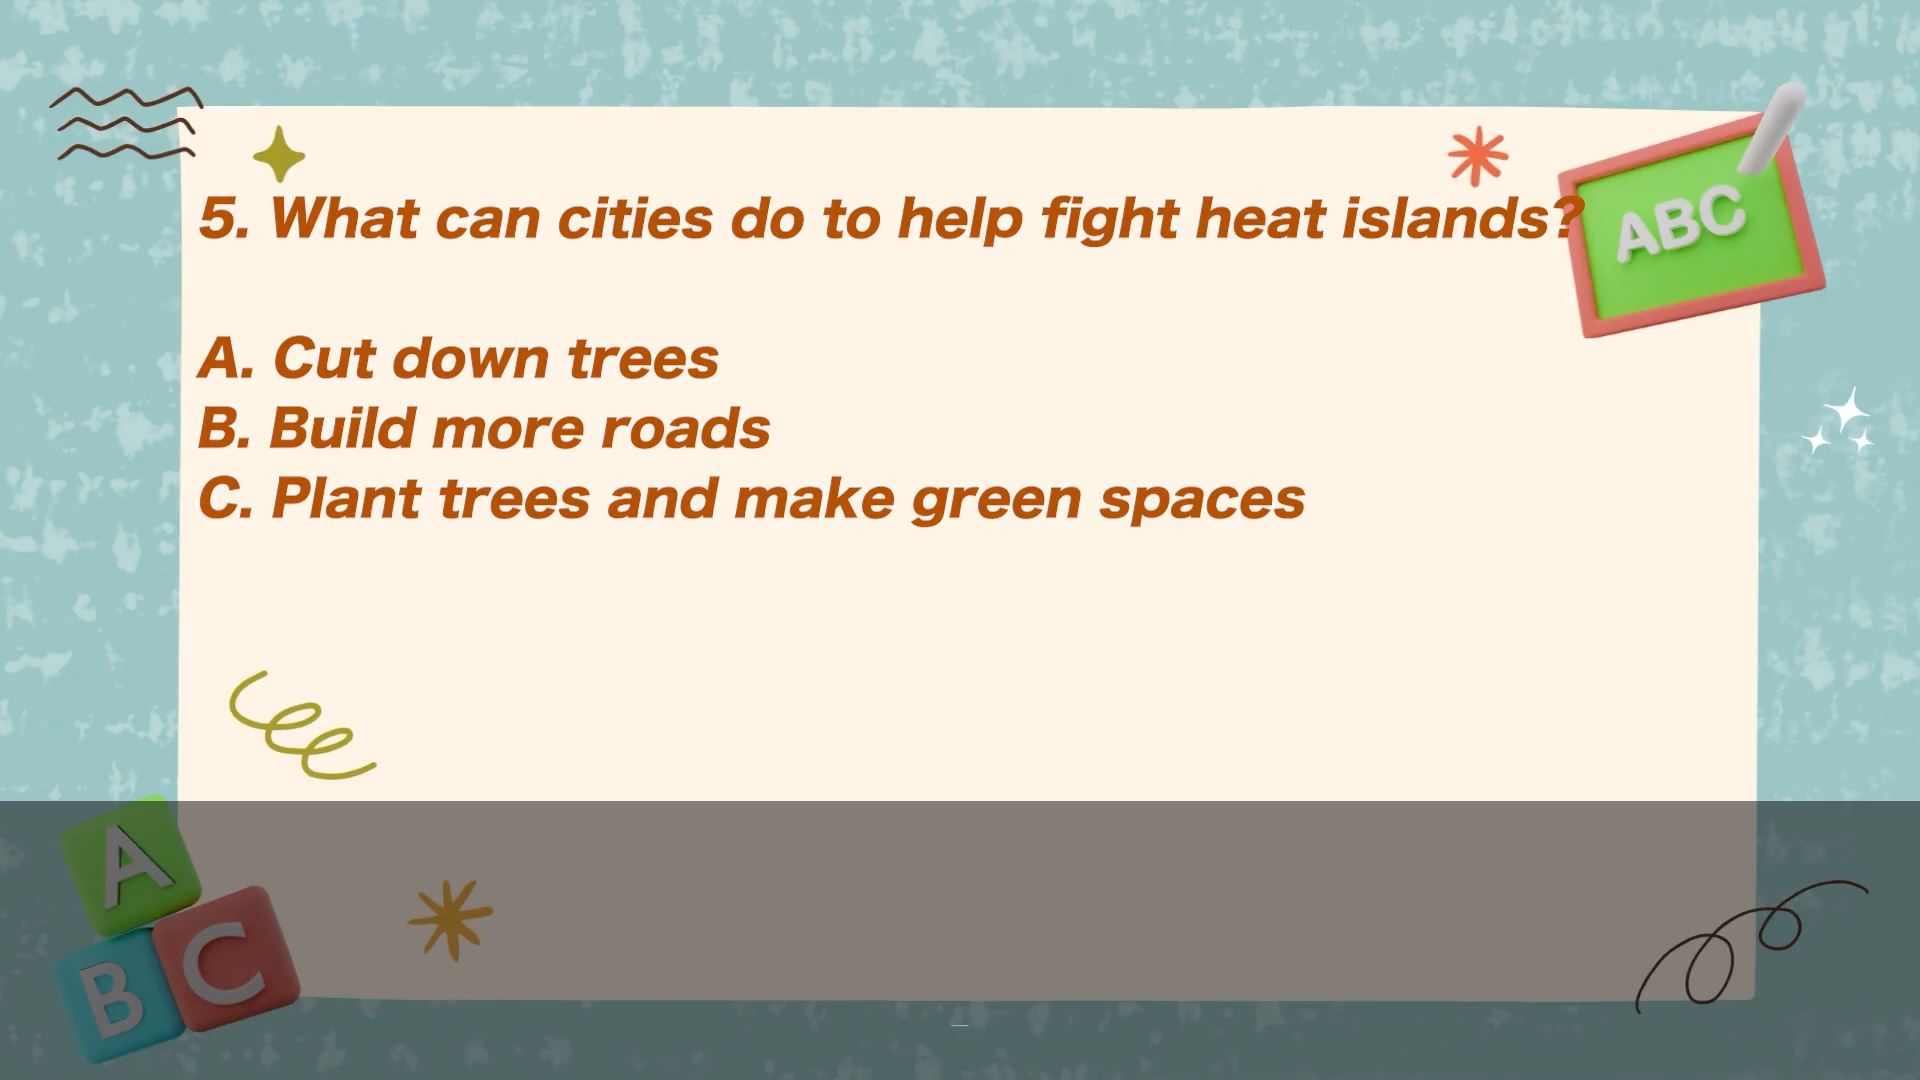 5. What can cities do to help fight heat islands?
ABC
A. Cut down trees
B. Build more roads
C. Plant trees and make green spaces
A
B C